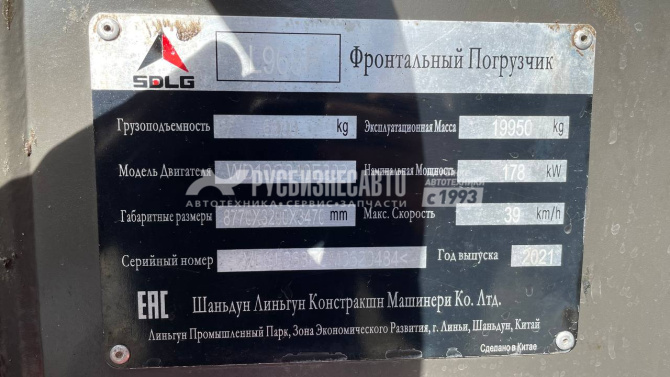 SDLG Фронтальный Погрузчик
Грузоподъемность kg Эксплуатационная Масса 19950 kg
Модель Двигателя Номинальная Мощность 178 kW
РУСБИЗНЕСАВТО
АВТОТЕХНИКА·СЕРВИС·ЗАПЧАСТИ
АВТОТЕХНИКА
с 1993
Габаритные размеры mm Макс. Скорость 39 km/h
Серийный номер Год выпуска 2021
EAC Шаньдун Линьгун Констракшн Машинери Ко. Лтд.
Линьгун Промышленный Парк, Зона Экономического Развития, г. Линьи, Шаньдун, Китай
Сделано в Китае